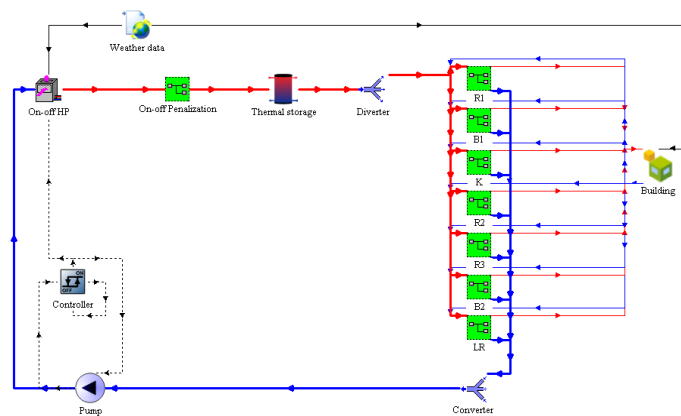 Weather data
On-off HP
On-off Penalization
Thermal storage
Diverter
R1
B1
K
R2
R3
B2
LR
Building
ON
OFF
Controller
Pump
Converter